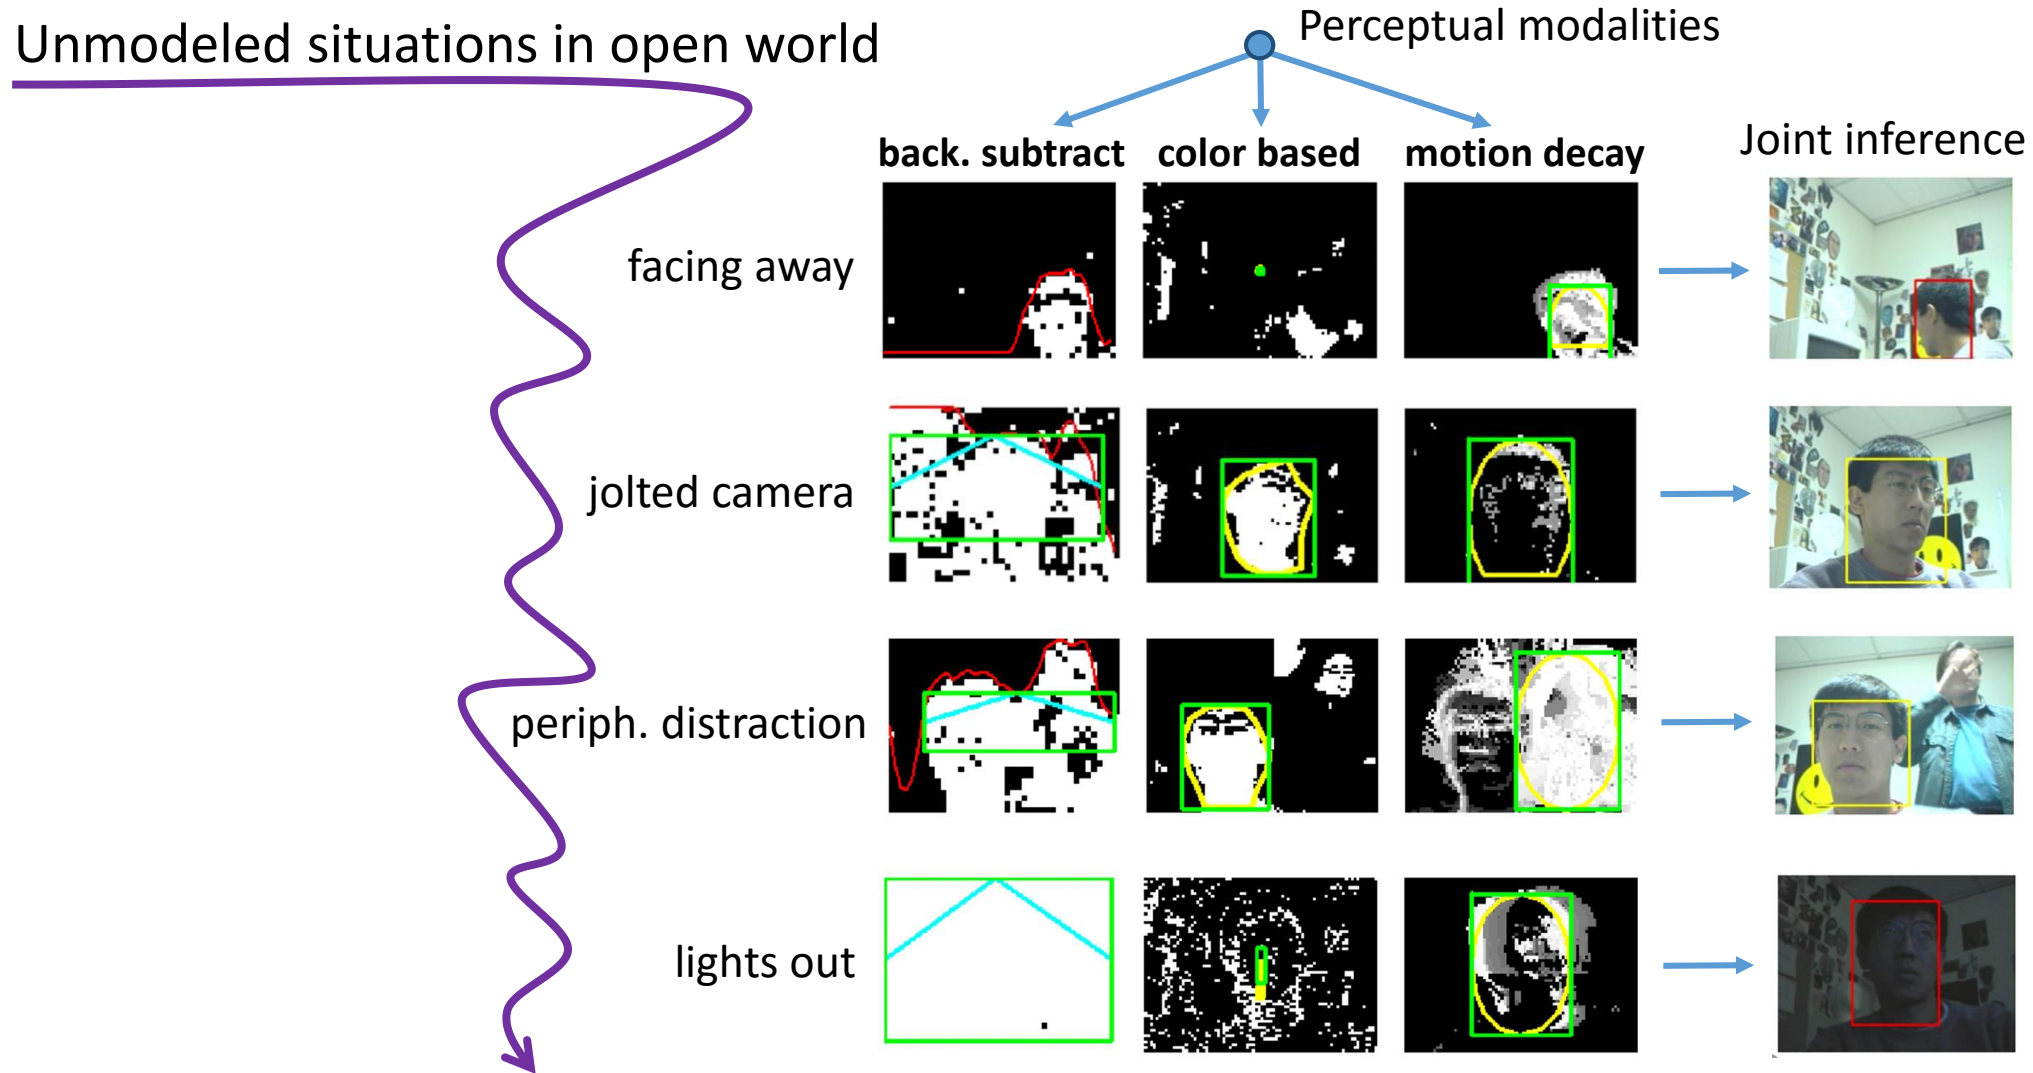 Unmodeled situations in open world
Perceptual modalities
back. subtract
color based
motion decay
Joint inference
facing away
jolted camera
periph. distraction
lights out